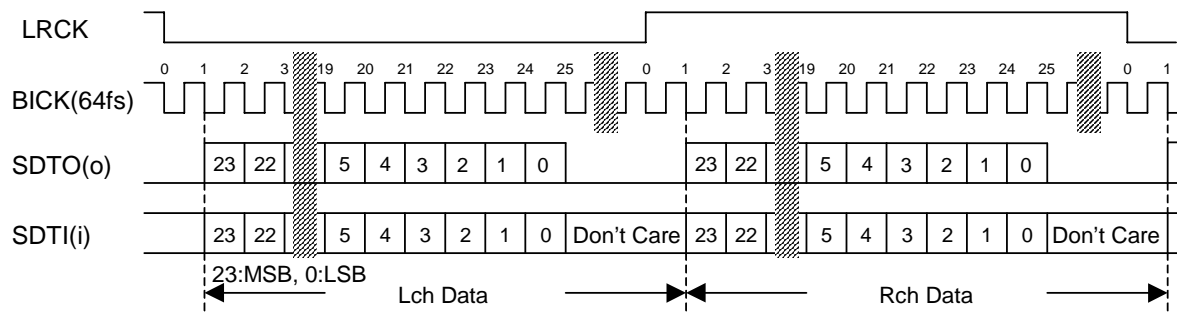 LRCK
0 1 2 3 19 20 21 22 23 24 25 0 1 2 3 19 20 21 22 23 24 25 0 1
BICK(64fs)
SDTO(o) 23 22 5 4 3 2 1 0 23 22 5 4 3 2 1 0
SDTI(i) 23 22 5 4 3 2 1 0 Don't Care 23 22 5 4 3 2 1 0 Don't Care
23:MSB, 0:LSB
Lch Data Rch Data